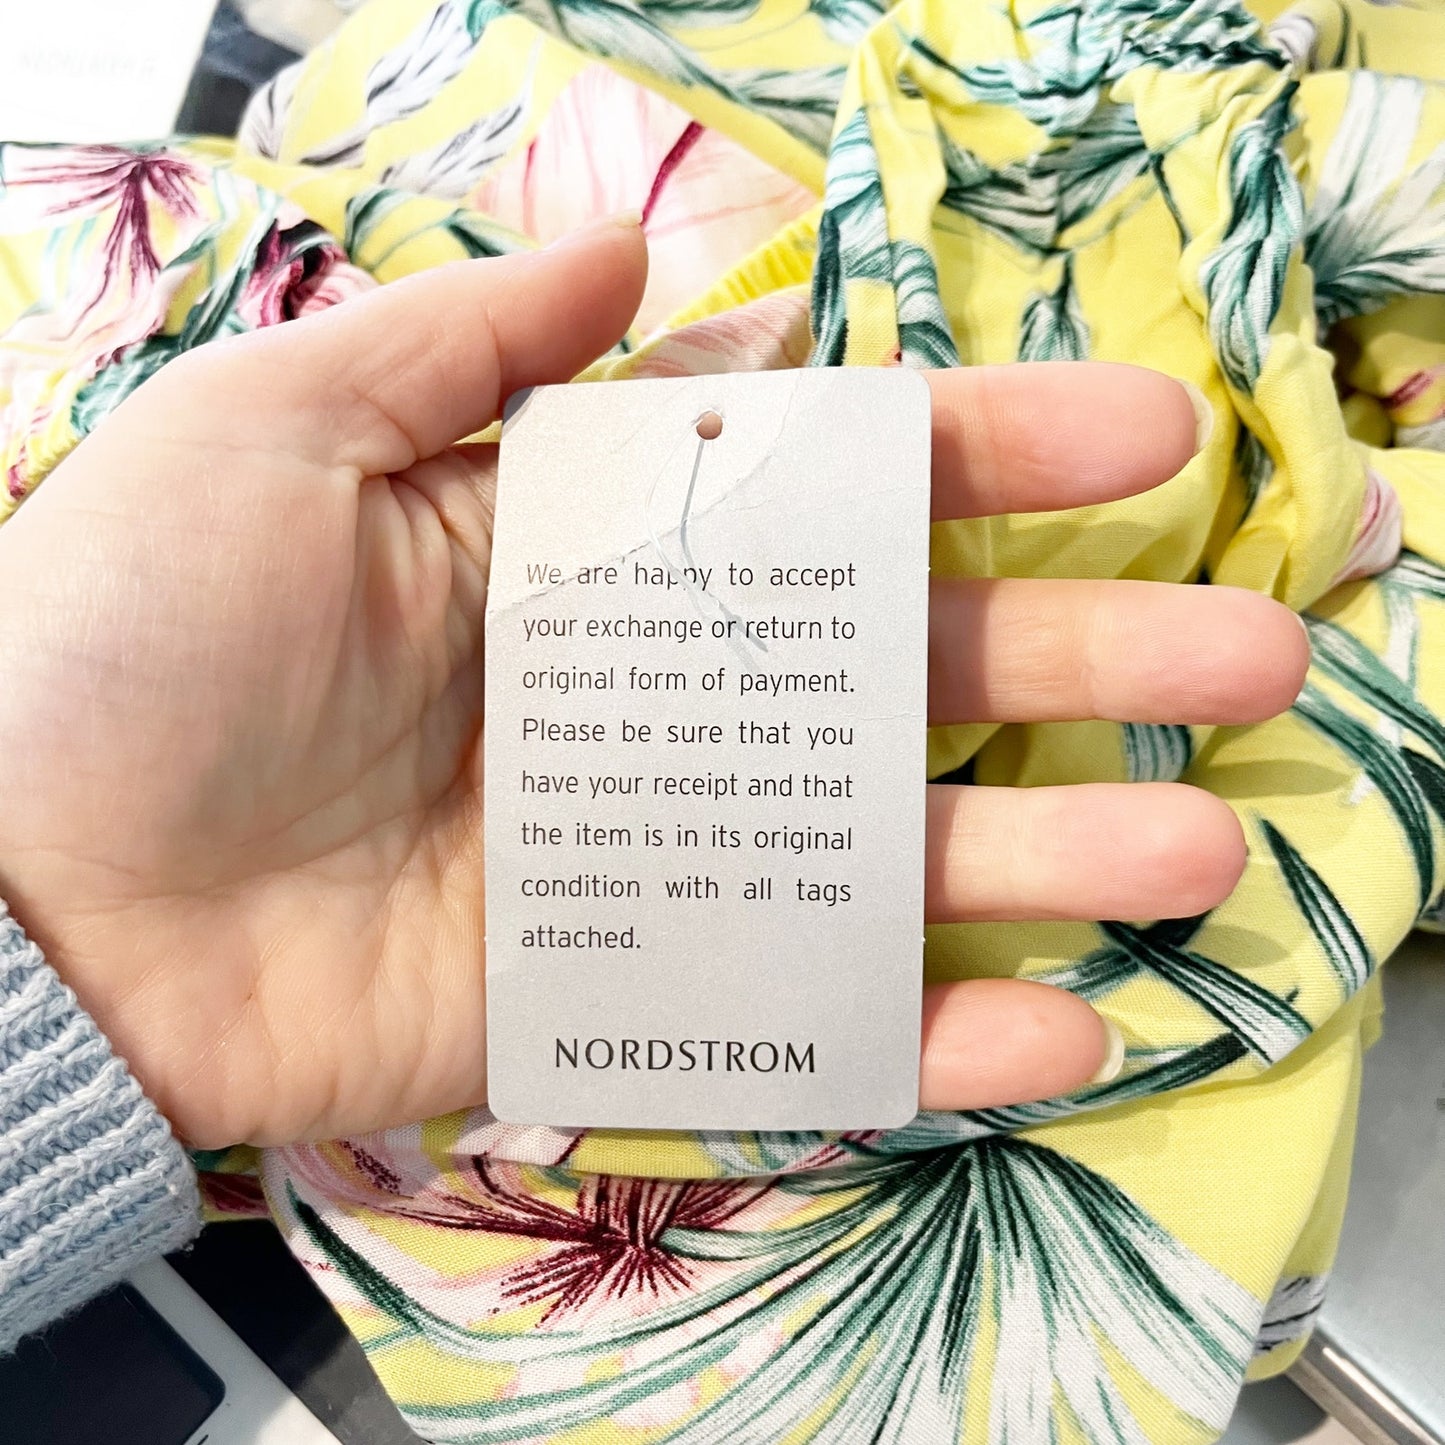 We are happy to accept
your exchange or return to
original form of payment.
Please be sure that you
have your receipt and that
the item is in its original
condition with all tags
attached.
NORDSTROM